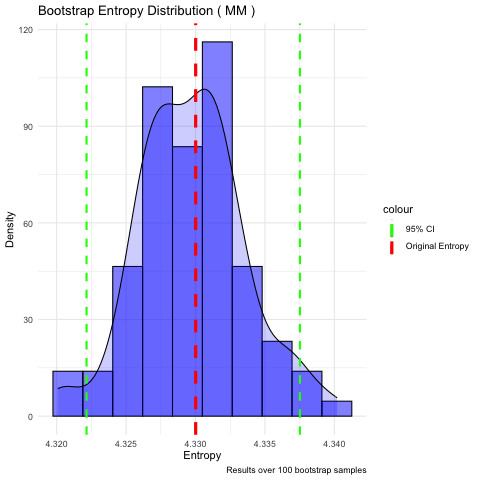 Bootstrap Entropy Distribution ( MM )
120
90
60
30
0
Density
4.320 4.325 4.330 4.335 4.340
Entropy
Results over 100 bootstrap samples
colour
95% CI
Original Entropy